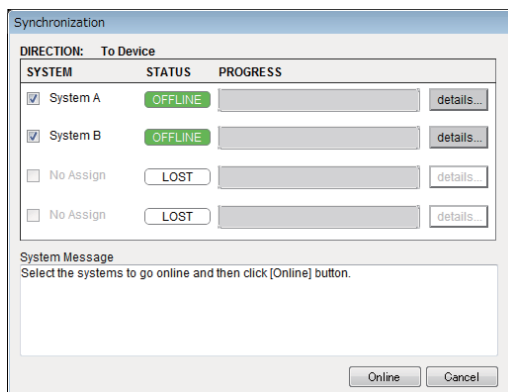 Synchronization
DIRECTION: To Device
SYSTEM STATUS PROGRESS
System A OFFLINE details...
System B OFFLINE details...
No Assign LOST details...
No Assign LOST details...
System Message
Select the systems to go online and then click [Online] button.
Online Cancel